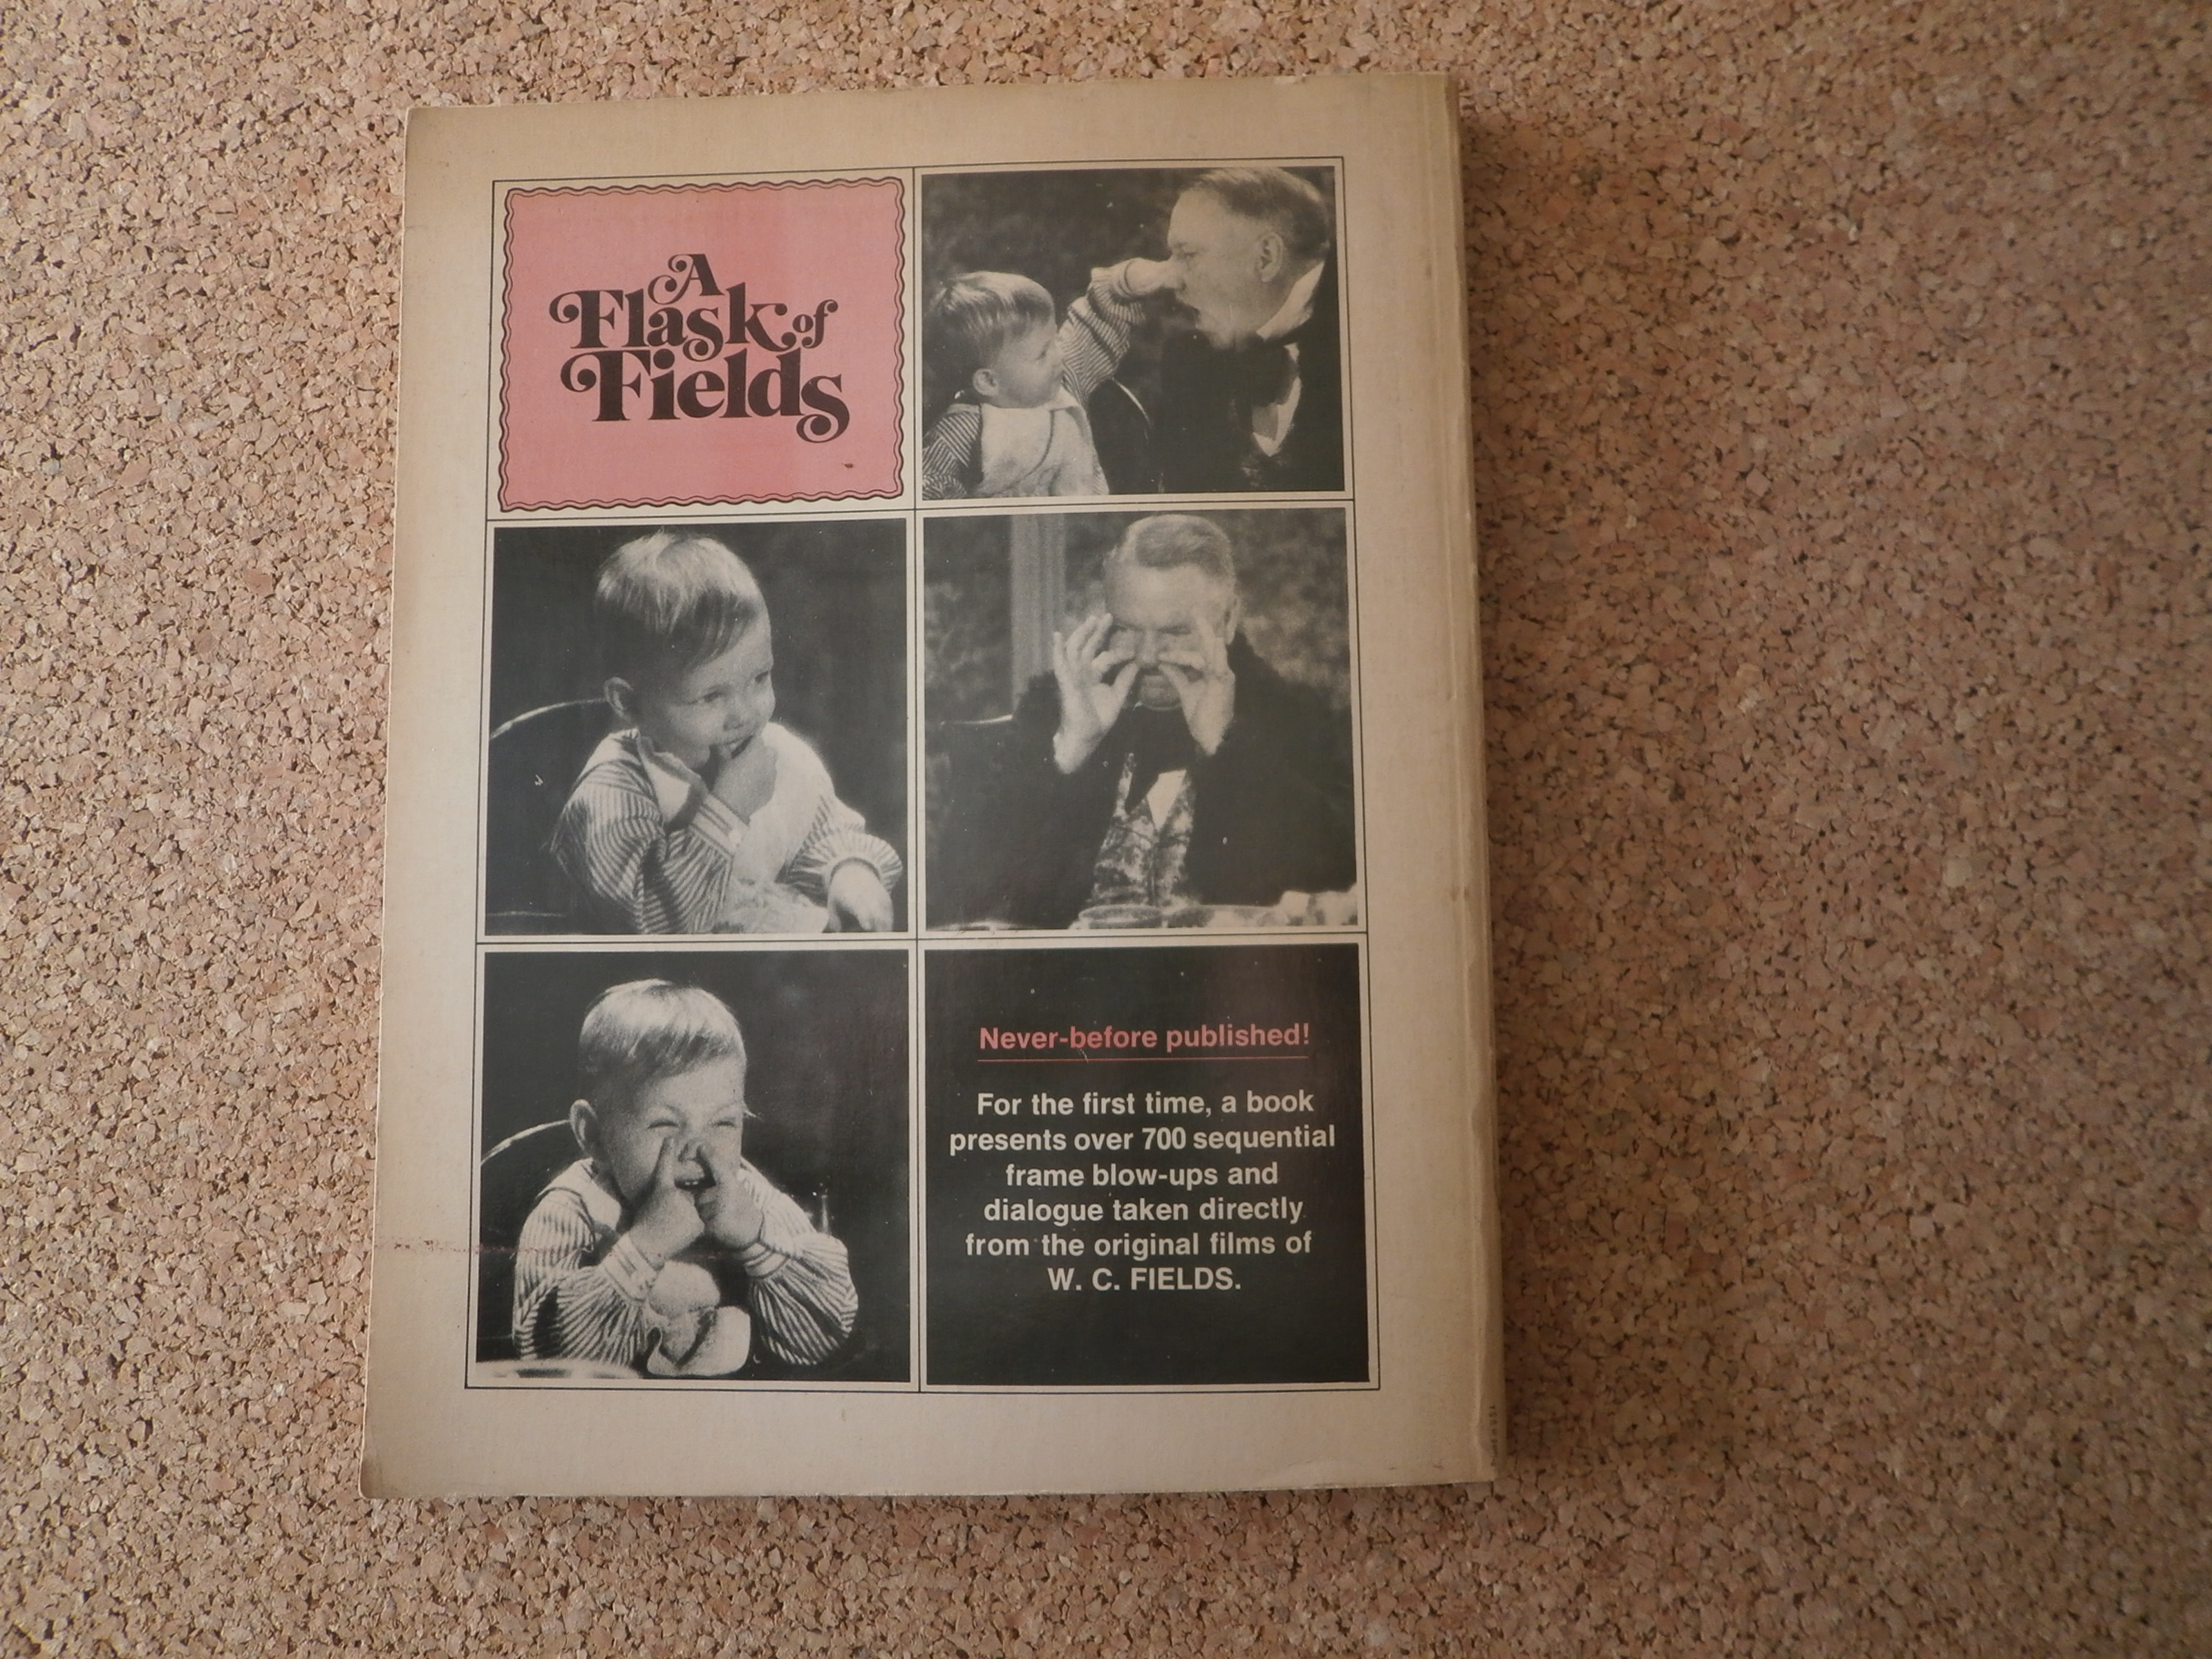 A
Flask of
Fields
Never-before published!
For the first time, a book
presents over 700 sequential
frame blow-ups and
dialogue taken directly
from the original films of
W. C. FIELDS.